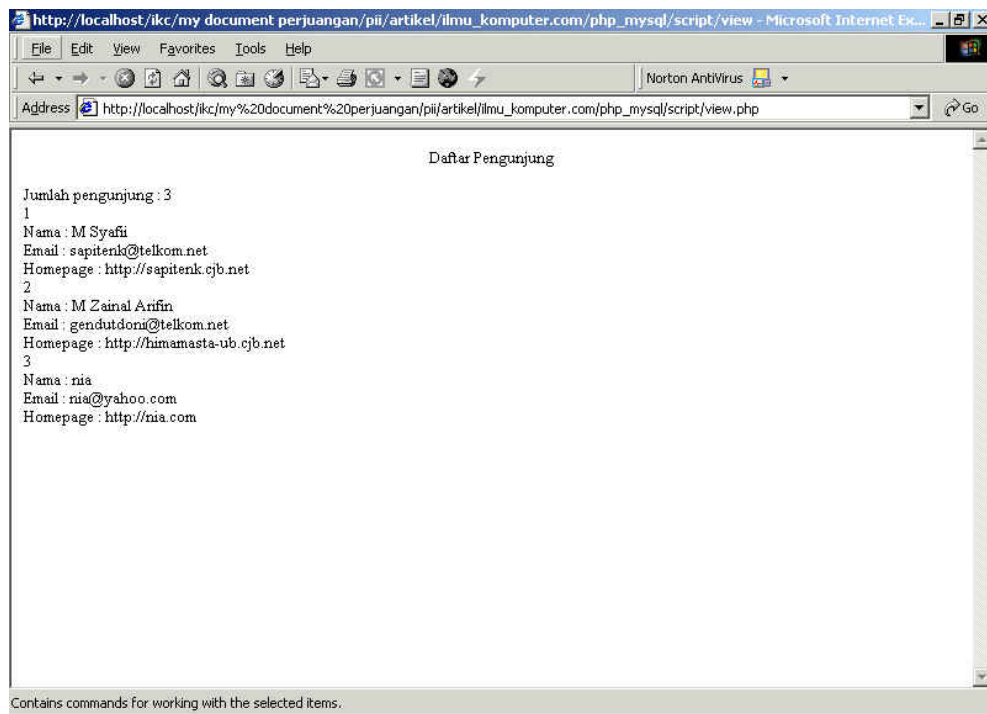 http://localhost/ikc/my document perjuangan/pii/artikel/ilmu_komputer.com/php_mysql/script/view - Microsoft Internet Ex...
File Edit View Favorites Tools Help
Norton AntiVirus
Address http://localhost/ikc/my%20document%20perjuangan/pii/artikel/ilmu_komputer.com/php_mysql/script/view.php Go
Daftar Pengunjung
Jumlah pengunjung : 3
1
Nama : M Syafii
Email : sapitenk@telkom.net
Homepage : http://sapitenk.cjb.net
2
Nama : M Zainal Arifin
Email : gendutdoni@telkom.net
Homepage : http://himamasta-ub.cjb.net
3
Nama : nia
Email : nia@yahoo.com
Homepage : http://nia.com
Contains commands for working with the selected items.